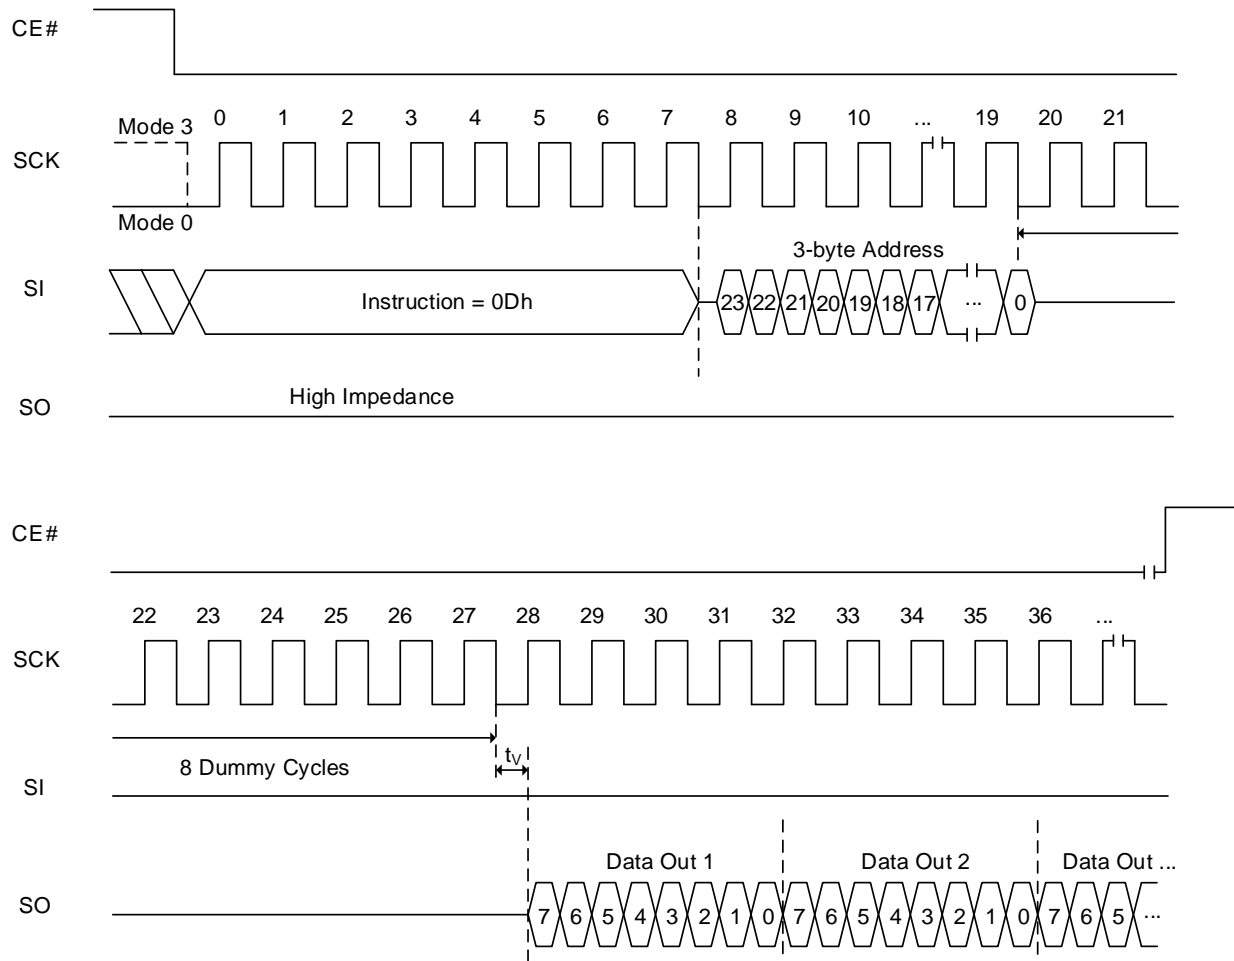 CE#
0 1 2 3 4 5 6 7 8 9 10 ... 19 20 21
Mode 3
SCK
Mode 0
3-byte Address
SI
Instruction = 0Dh
23 22 21 20 19 18 17 ... 0
High Impedance
SO
CE#
22 23 24 25 26 27 28 29 30 31 32 33 34 35 36 ...
SCK
tV
8 Dummy Cycles
SI
Data Out 1 Data Out 2 Data Out ...
SO
7 6 5 4 3 2 1 0 7 6 5 4 3 2 1 0 7 6 5 ...